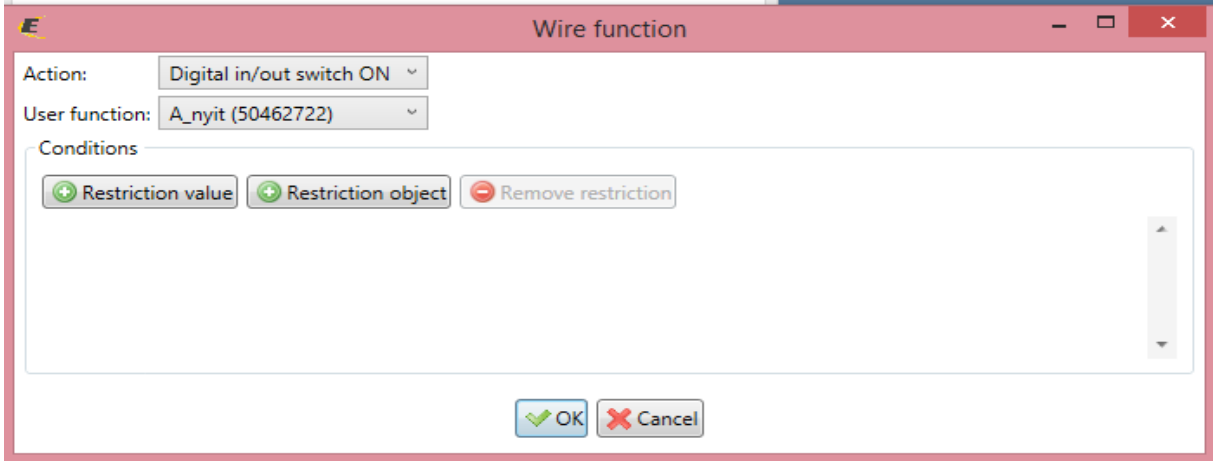 Wire function
Action: Digital in/out switch ON
User function: A_nyit (50462722)
Conditions
Restriction value Restriction object Remove restriction
OK Cancel